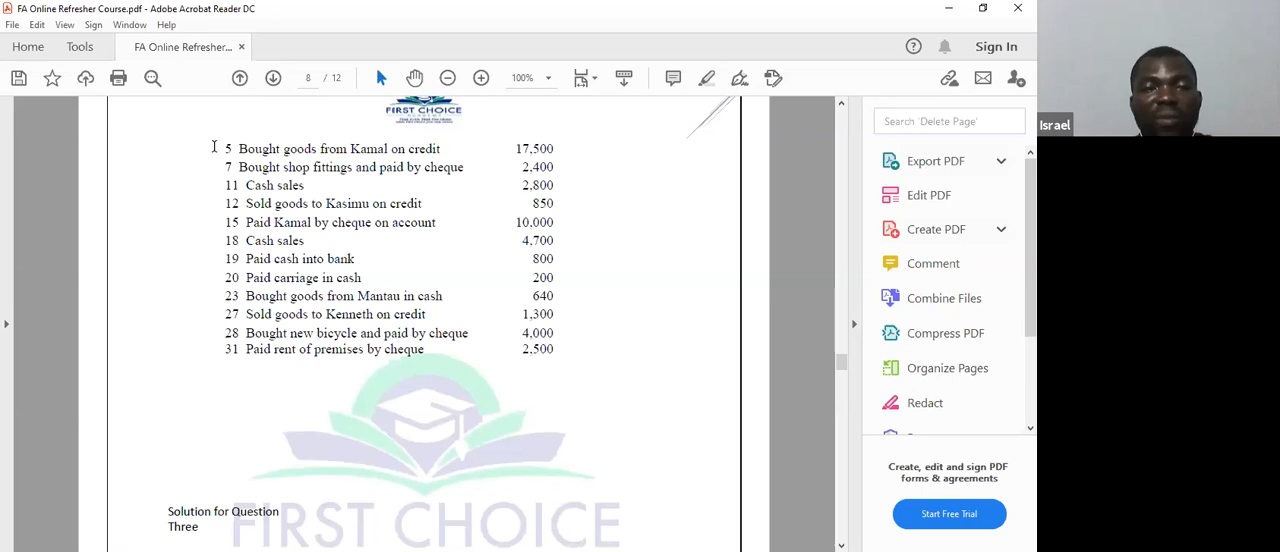 FA Online Refresher Course.pdf - Adobe Acrobat Reader DC
File Edit View Sign Window Help
Home Tools FA Online Refresher... × Sign In
8 / 12 100%
FIRST CHOICE
5 Bought goods from Kamal on credit 17,500
7 Bought shop fittings and paid by cheque 2,400
11 Cash sales 2,800
12 Sold goods to Kasimu on credit 850
15 Paid Kamal by cheque on account 10,000
18 Cash sales 4,700
19 Paid cash into bank 800
20 Paid carriage in cash 200
23 Bought goods from Mantau in cash 640
27 Sold goods to Kenneth on credit 1,300
28 Bought new bicycle and paid by cheque 4,000
31 Paid rent of premises by cheque 2,500
Solution for Question
Three
FIRST CHOICE
Search 'Delete Page'
Export PDF
Edit PDF
Create PDF
Comment
Combine Files
Compress PDF
Organize Pages
Redact
Create, edit and sign PDF
forms & agreements
Start Free Trial
Israel